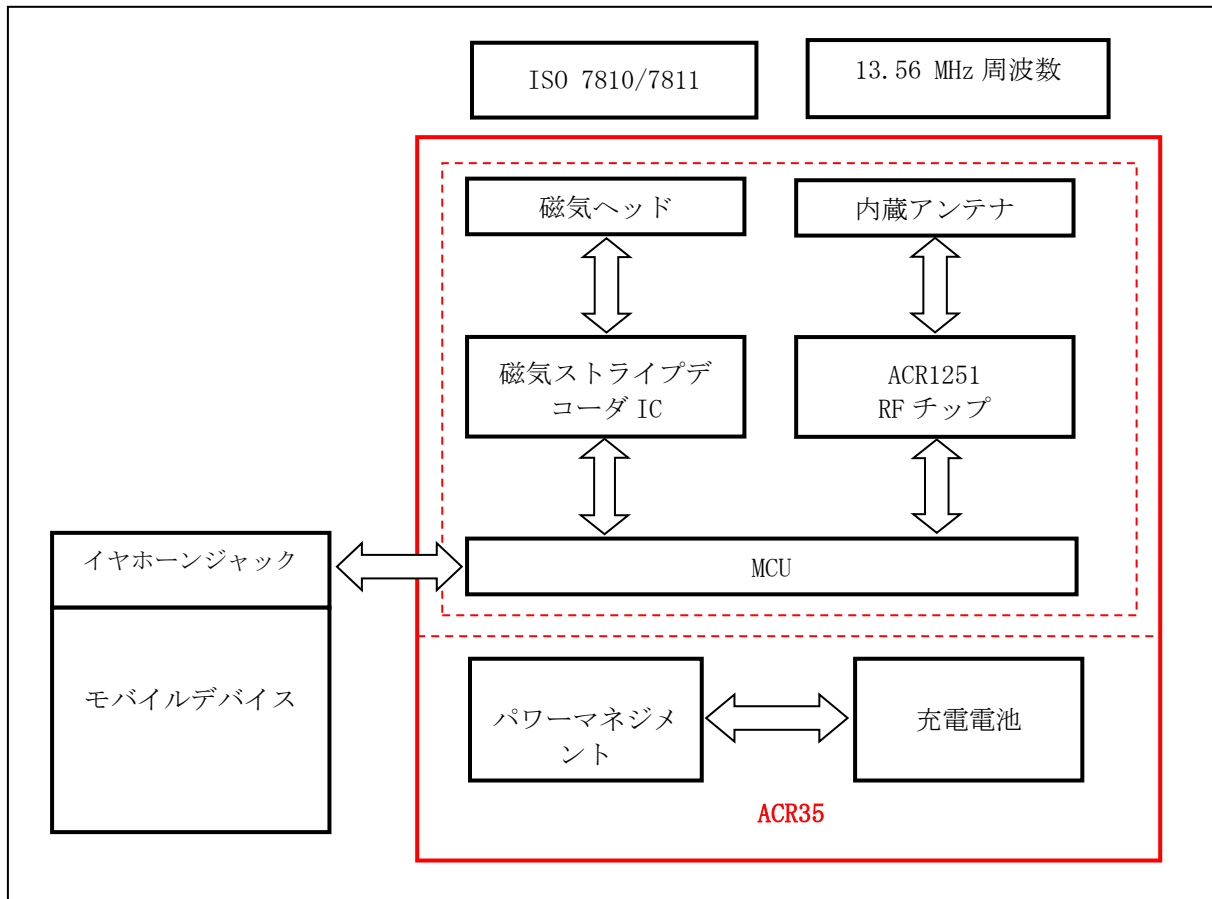 ISO 7810/7811
13.56 MHz 周波数
磁気ヘッド
内蔵アンテナ
磁気ストライプデ
コーダ IC
ACR1251
RF チップ
イヤホーンジャック
MCU
モバイルデバイス
パワーマネジメ
ント
充電電池
ACR35